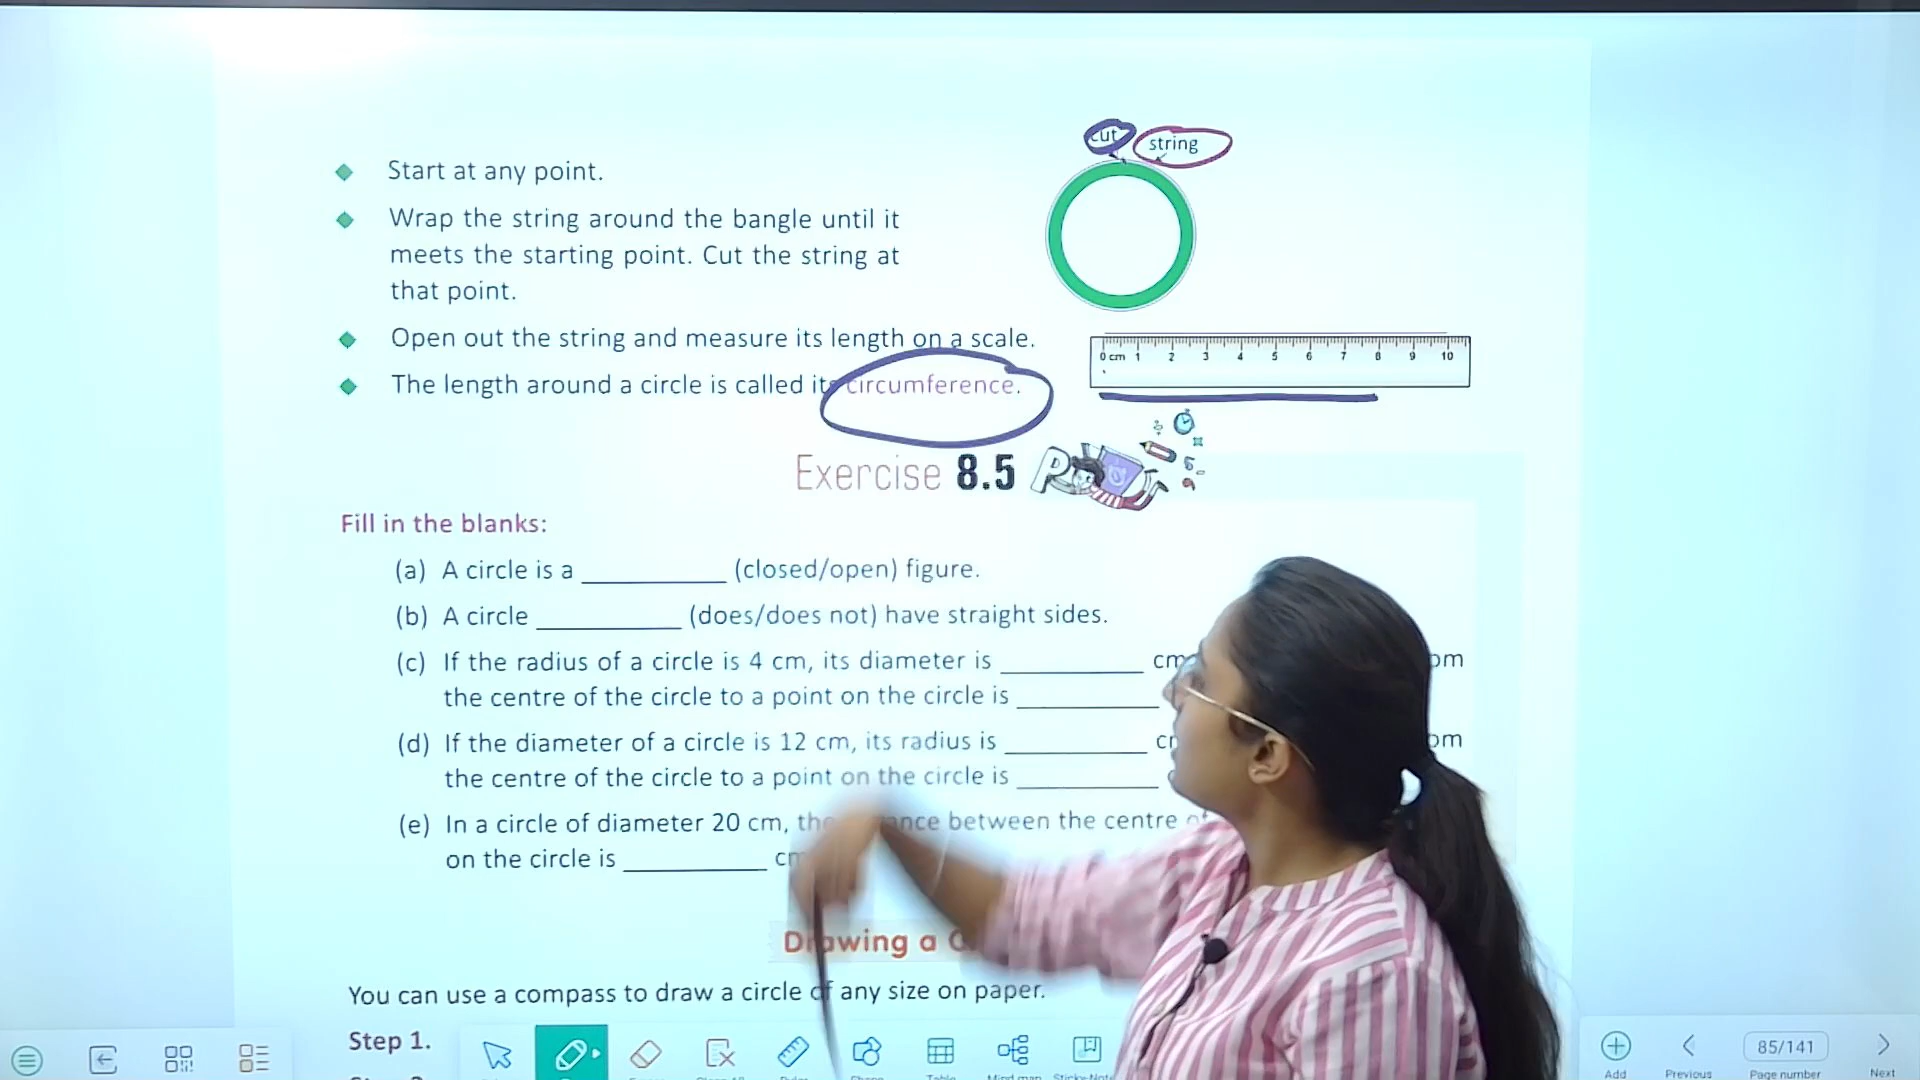 cut
string
Start at any point.
Wrap the string around the bangle until it
meets the starting point. Cut the string at
that point.
Open out the string and measure its length on a scale.
0 cm 1 2 3 4 5 6 7 8 9 10
The length around a circle is called its circumference.
Exercise 8.5
Fill in the blanks:
(a) A circle is a __________ (closed/open) figure.
(b) A circle __________ (does/does not) have straight sides.
(c) If the radius of a circle is 4 cm, its diameter is __________ cm
the centre of the circle to a point on the circle is __________
(d) If the diameter of a circle is 12 cm, its radius is __________
the centre of the circle to a point on the circle is __________
(e) In a circle of diameter 20 cm, between the centre
on the circle is __________
Drawing a
You can use a compass to draw a circle of any size on paper.
Step 1.
Table
Mind map
Add
Previous
85/141
Page number
Next